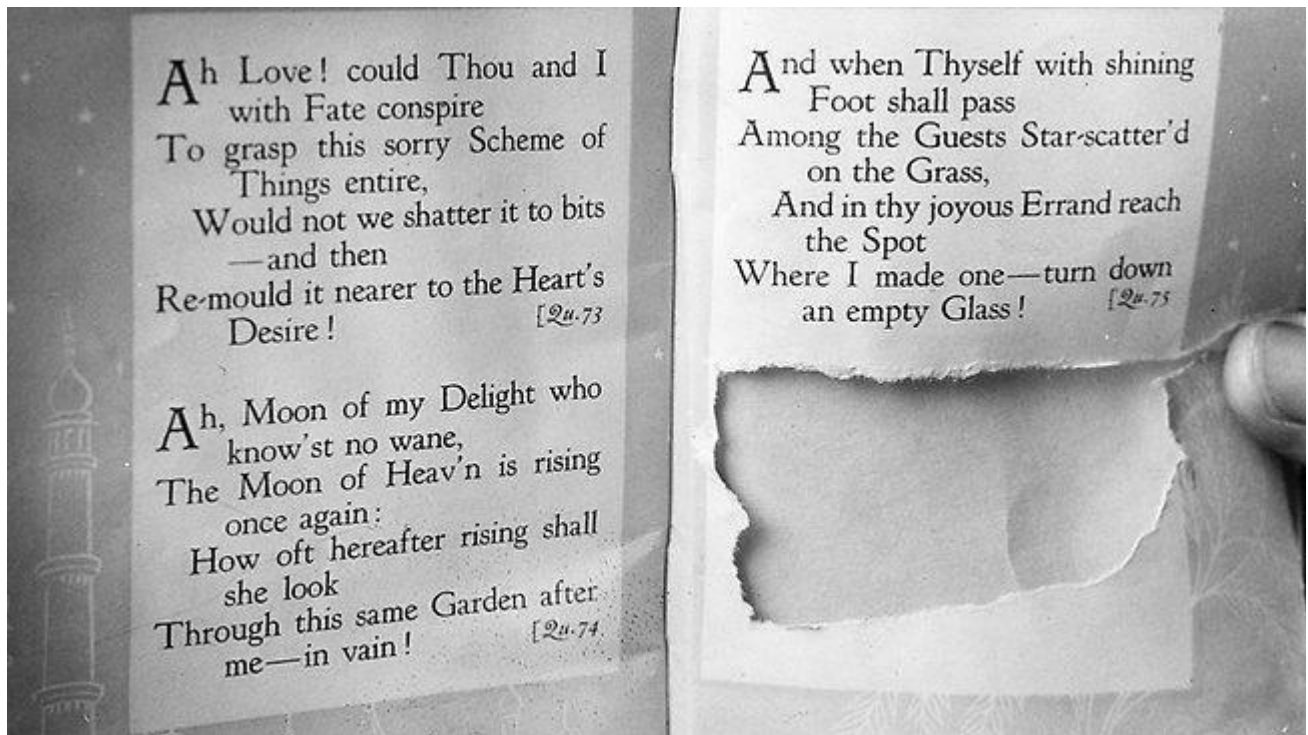 Ah Love! could Thou and I
with Fate conspire
To grasp this sorry Scheme of
Things entire,
Would not we shatter it to bits
—and then
Re-mould it nearer to the Heart's
Desire!
[Qu. 73
Ah, Moon of my Delight who
know'st no wane,
The Moon of Heav'n is rising
once again:
How oft hereafter rising shall
she look
Through this same Garden after
me—in vain!
[Qu. 74
And when Thyself with shining
Foot shall pass
Among the Guests Star-scatter'd
on the Grass,
And in thy joyous Errand reach
the Spot
Where I made one—turn down
an empty Glass!
[Qu. 75